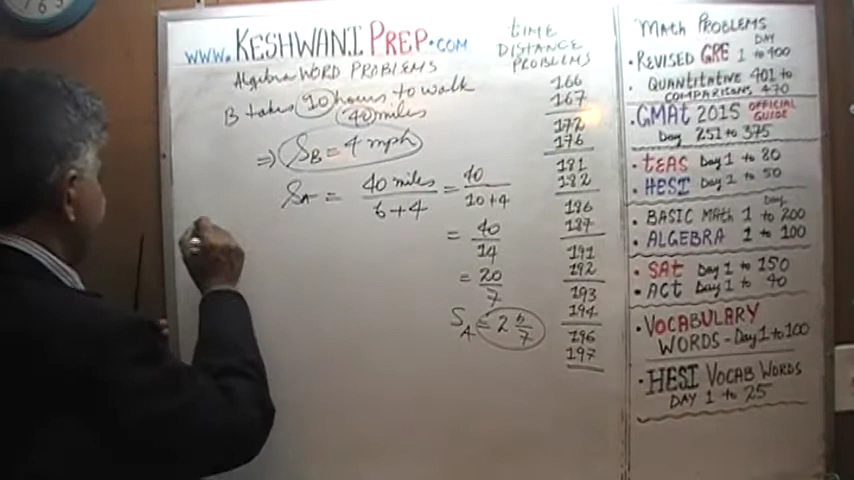 www.KESHWANI PREP.COM
Algebra WORD PROBLEMS
B takes 10 hours to walk
40 miles
⇒ SB = 4 mph
SA = 40 miles / t+4 = 40 / 10+4
= 40/14
= 20/7
SA = 2 6/7
TIME
DISTANCE
PROBLEMS
166
167
172
176
181
182
186
187
191
192
193
194
196
197
MATH PROBLEMS
DAY
• REVISED GRE 1 to 400
• QUANTITATIVE 401 to
COMPARISONS, 470
• GMAT 2015 OFFICIAL GUIDE
Day 251 to 375
• TEAS Day 1 to 80
• HESI Day 1 to 50
Day
• BASIC MATH 1 to 200
• ALGEBRA 1 to 100
• SAT Day 1 to 150
• ACT Day 1 to 40
• VOCABULARY
WORDS - Day 1 to 100
• HESI VOCAB WORDS
DAY 1 to 25